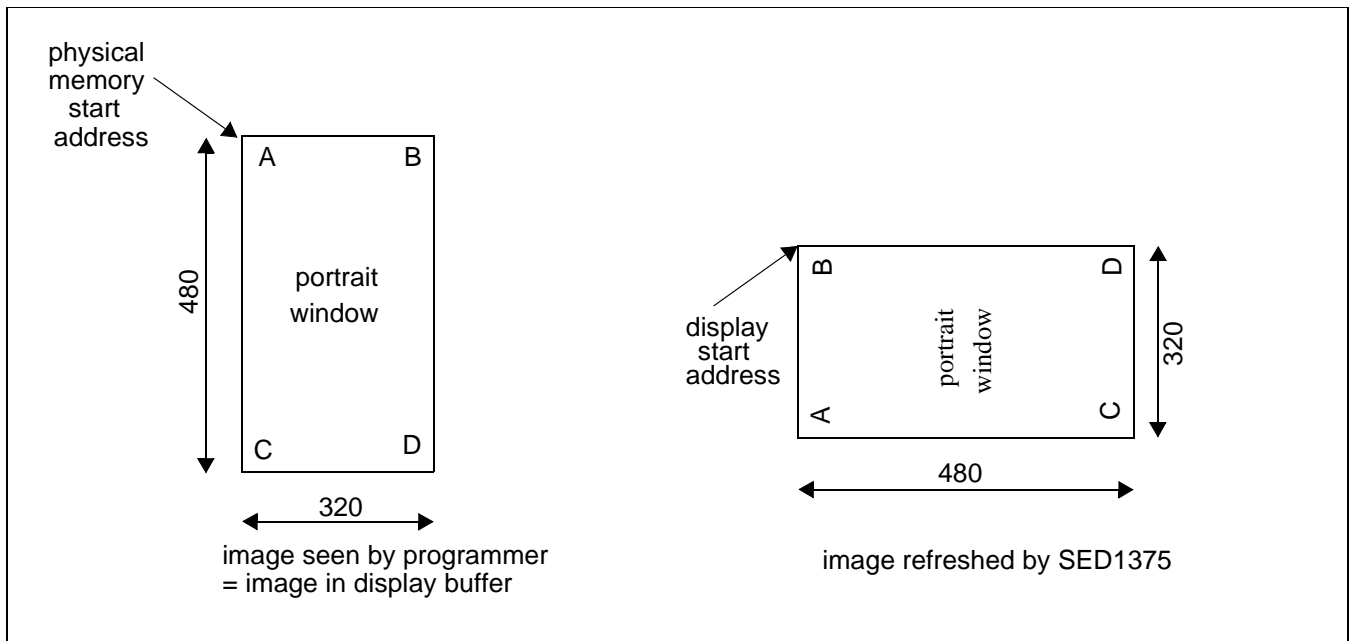 physical
memory
start
address
A
B
480
portrait
window
C
D
320
image seen by programmer
= image in display buffer
display
start
address
B
D
portrait
window
A
C
320
480
image refreshed by SED1375